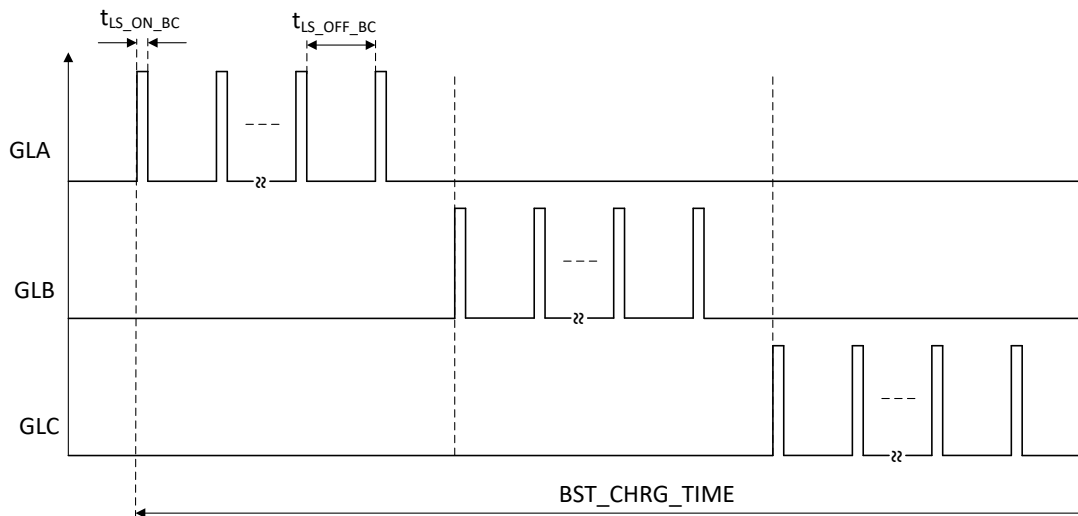 tLS_ON_BC
tLS_OFF_BC
GLA
GLB
GLC
BST_CHRG_TIME